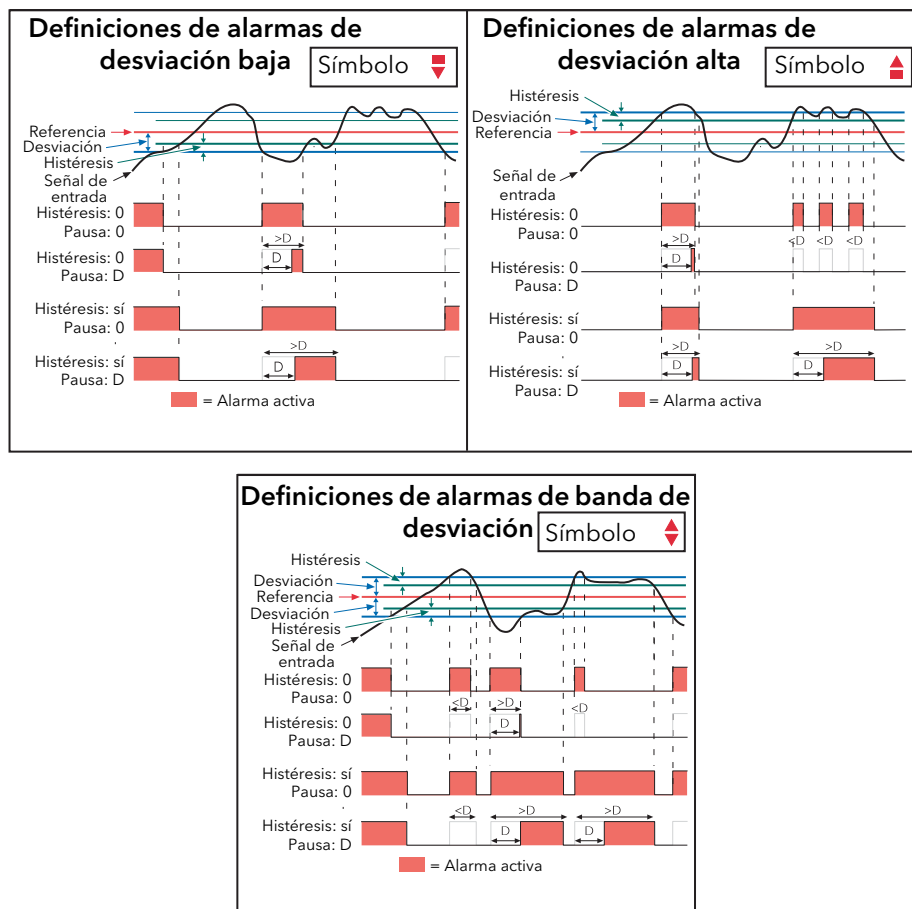 Definiciones de alarmas de
desviación baja
Símbolo
Referencia
Desviación
Histéresis
Señal de
entrada
Histéresis: 0
Pausa: 0
>D
Histéresis: 0
Pausa: D
D
Histéresis: sí
Pausa: 0
>D
Histéresis: sí
Pausa: D
D
= Alarma activa
Definiciones de alarmas de
desviación alta
Símbolo
Histéresis
Desviación
Referencia
Señal de
entrada
Histéresis: 0
Pausa: 0
>D <D <D <D
D
Histéresis: 0
Pausa: D
Histéresis: sí
Pausa: 0
>D >D
Histéresis: sí
Pausa: D
D D
= Alarma activa
Definiciones de alarmas de banda de
desviación
Símbolo
Histéresis
Desviación
Referencia
Desviación
Histéresis
Señal de
entrada
Histéresis: 0
Pausa: 0
<D >D <D
Histéresis: 0
Pausa: D
D
Histéresis: sí
Pausa: 0
<D >D >D
Histéresis: sí
Pausa: D
D D
= Alarma activa